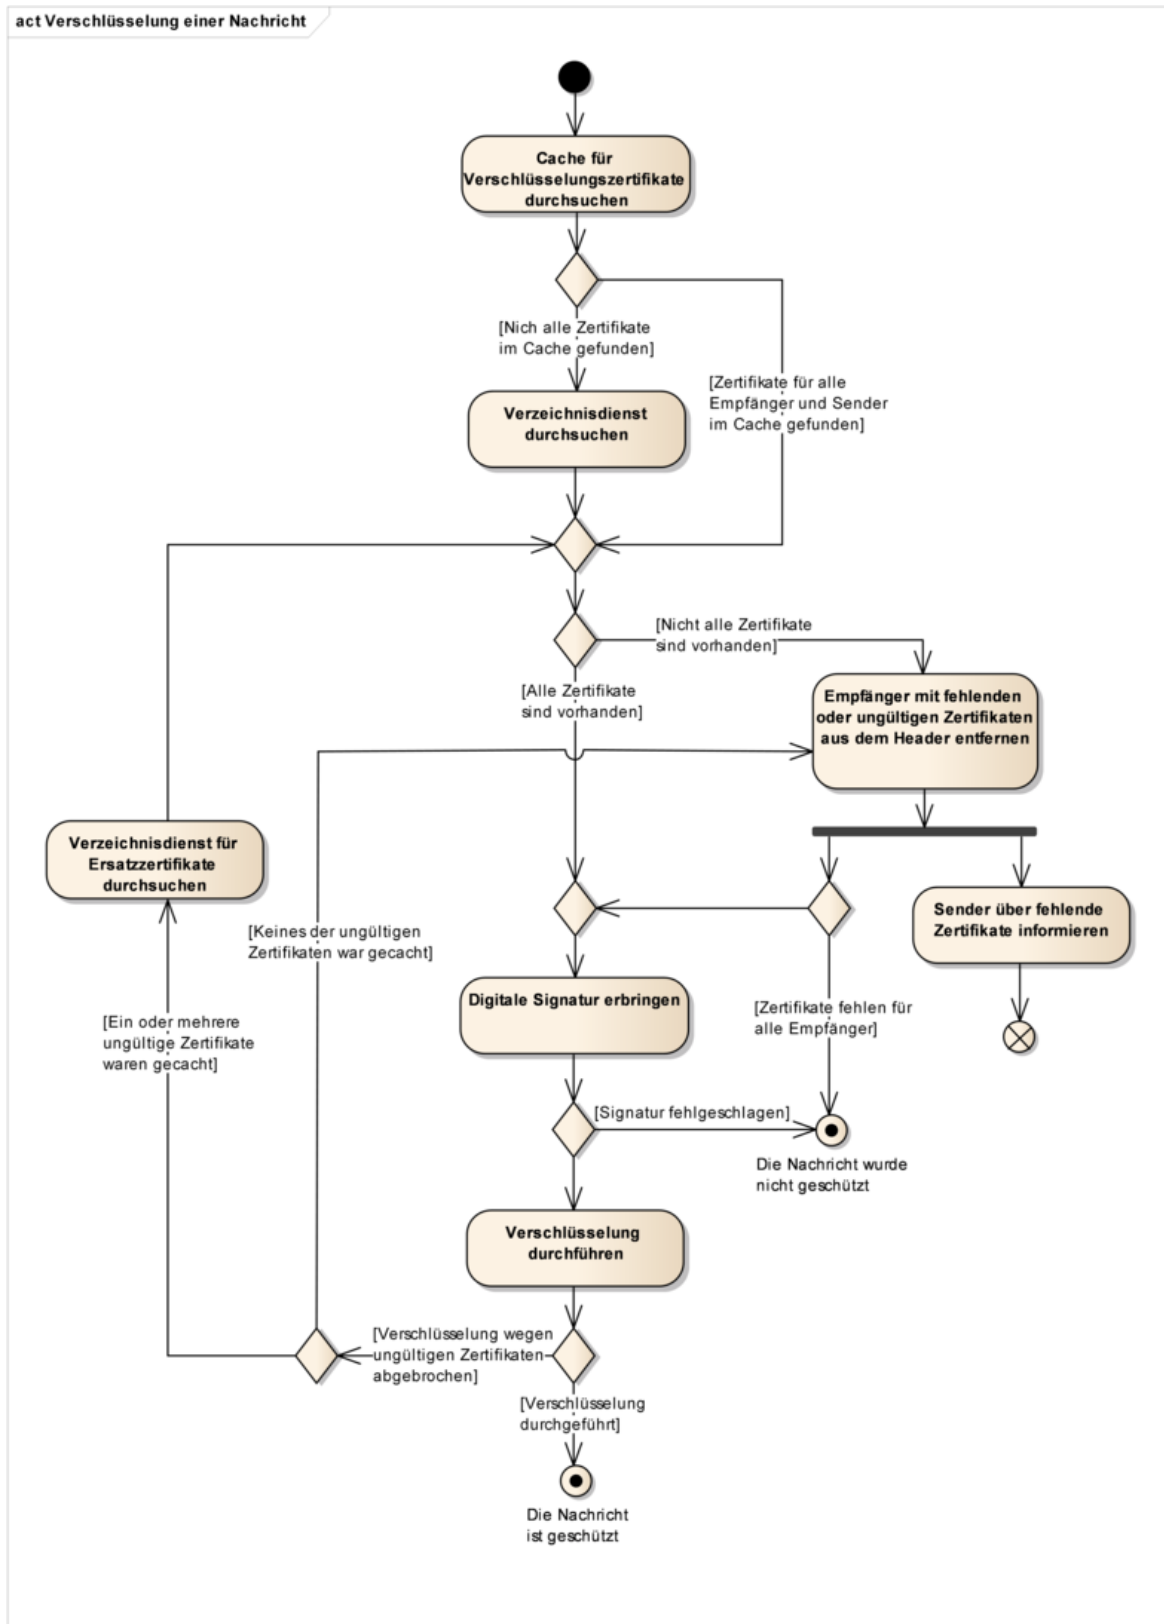 act Verschlüsselung einer Nachricht
Cache für
Verschlüsselungszertifikate
durchsuchen
[Nich alle Zertifikate
im Cache gefunden]
[Zertifikate für alle
Empfänger und Sender
im Cache gefunden]
Verzeichnisdienst
durchsuchen
[Nicht alle Zertifikate
sind vorhanden]
[Alle Zertifikate
sind vorhanden]
Empfänger mit fehlenden
oder ungültigen Zertifikaten
aus dem Header entfernen
Verzeichnisdienst für
Ersatzzertifikate
durchsuchen
Sender über fehlende
Zertifikate informieren
[Keines der ungültigen
Zertifikaten war gecacht]
Digitale Signatur erbringen
[Zertifikate fehlen für
alle Empfänger]
[Ein oder mehrere
ungültige Zertifikate
waren gecacht]
[Signatur fehlgeschlagen]
Die Nachricht wurde
nicht geschützt
Verschlüsselung
durchführen
[Verschlüsselung wegen
ungültigen Zertifikaten
abgebrochen]
[Verschlüsselung
durchgeführt]
Die Nachricht
ist geschützt